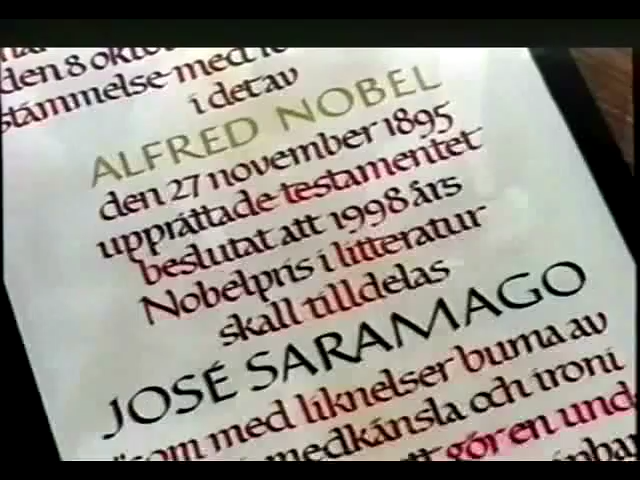 den 8 okto
stämmelse med
i det av
ALFRED NOBEL
den 27 november 1895
upprättade testamentet
beslutat att 1998 års
Nobelpris i litteratur
skall tilldelas
JOSÉ SARAMAGO
"som med liknelser burna av
medkänsla och ironi
gör en und